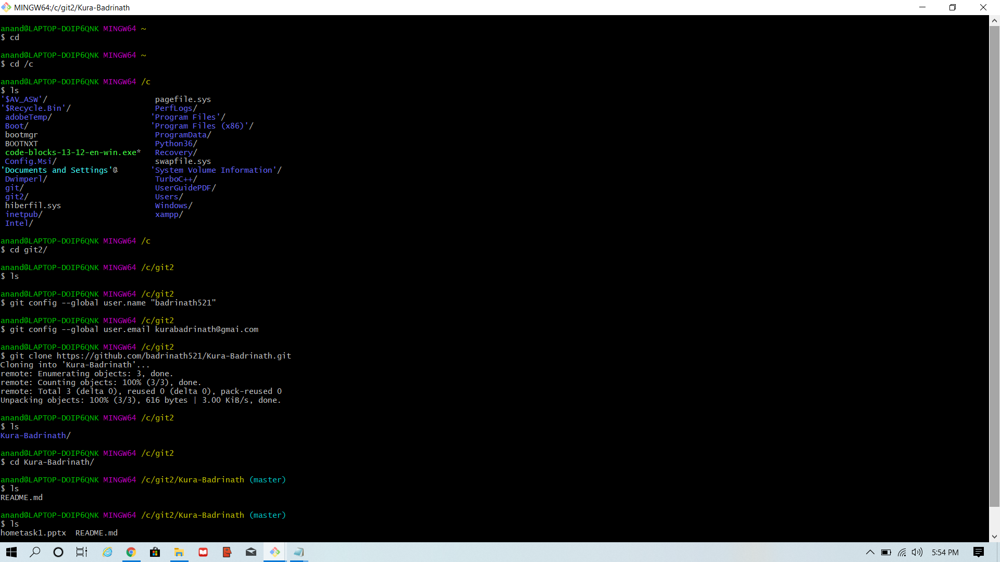 MINGW64:/c/git2/Kura-Badrinath
anand@LAPTOP-DOIP6QNK MINGW64 ~
$ cd
anand@LAPTOP-DOIP6QNK MINGW64 ~
$ cd /c
anand@LAPTOP-DOIP6QNK MINGW64 /c
$ ls
'$AV_ASW'/ pagefile.sys
'$Recycle.Bin'/ PerfLogs/
adobeTemp/ 'Program Files'/
Boot/ 'Program Files (x86)'/
bootmgr ProgramData/
BOOTNXT Python36/
code-blocks-13-12-en-win.exe* Recovery/
Config.Msi/ swapfile.sys
'Documents and Settings'@ 'System Volume Information'/
Dwimperl/ TurboC++/
git/ UserGuidePDF/
git2/ Users/
hiberfil.sys Windows/
inetpub/ xampp/
Intel/
anand@LAPTOP-DOIP6QNK MINGW64 /c
$ cd git2/
anand@LAPTOP-DOIP6QNK MINGW64 /c/git2
$ ls
anand@LAPTOP-DOIP6QNK MINGW64 /c/git2
$ git config --global user.name "badrinath521"
anand@LAPTOP-DOIP6QNK MINGW64 /c/git2
$ git config --global user.email kurabadrinath@gmai.com
anand@LAPTOP-DOIP6QNK MINGW64 /c/git2
$ git clone https://github.com/badrinath521/Kura-Badrinath.git
Cloning into 'Kura-Badrinath'...
remote: Enumerating objects: 3, done.
remote: Counting objects: 100% (3/3), done.
remote: Total 3 (delta 0), reused 0 (delta 0), pack-reused 0
Unpacking objects: 100% (3/3), 616 bytes | 3.00 KiB/s, done.
anand@LAPTOP-DOIP6QNK MINGW64 /c/git2
$ ls
Kura-Badrinath/
anand@LAPTOP-DOIP6QNK MINGW64 /c/git2
$ cd Kura-Badrinath/
anand@LAPTOP-DOIP6QNK MINGW64 /c/git2/Kura-Badrinath (master)
$ ls
README.md
anand@LAPTOP-DOIP6QNK MINGW64 /c/git2/Kura-Badrinath (master)
$ ls
hometask1.pptx README.md
5:54 PM